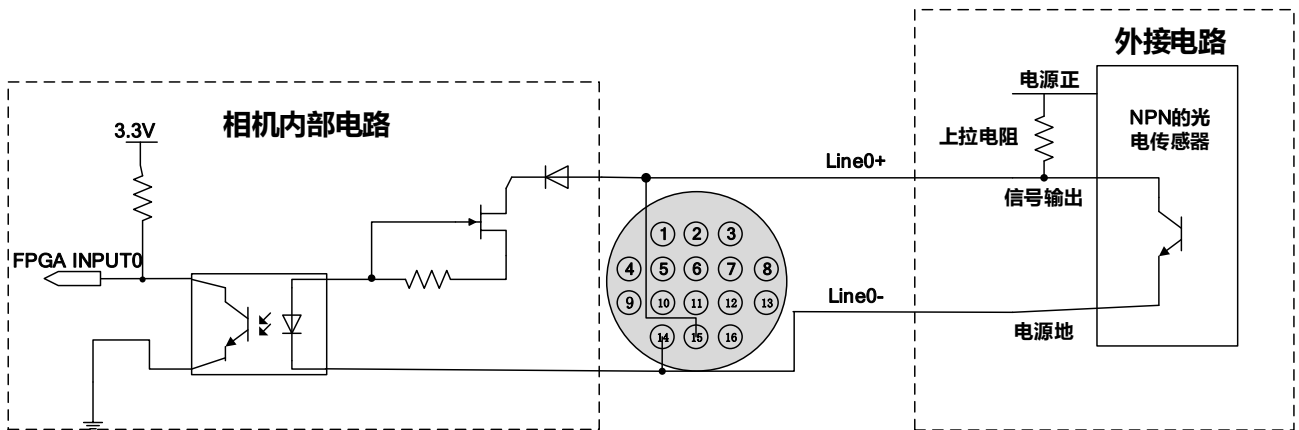 外接电路
电源正
NPN的光
电传感器
上拉电阻
相机内部电路
3.3V
Line0+
信号输出
FPGA INPUT0
1 2 3
4 5 6 7 8
9 10 11 12 13
14 15 16
Line0-
电源地